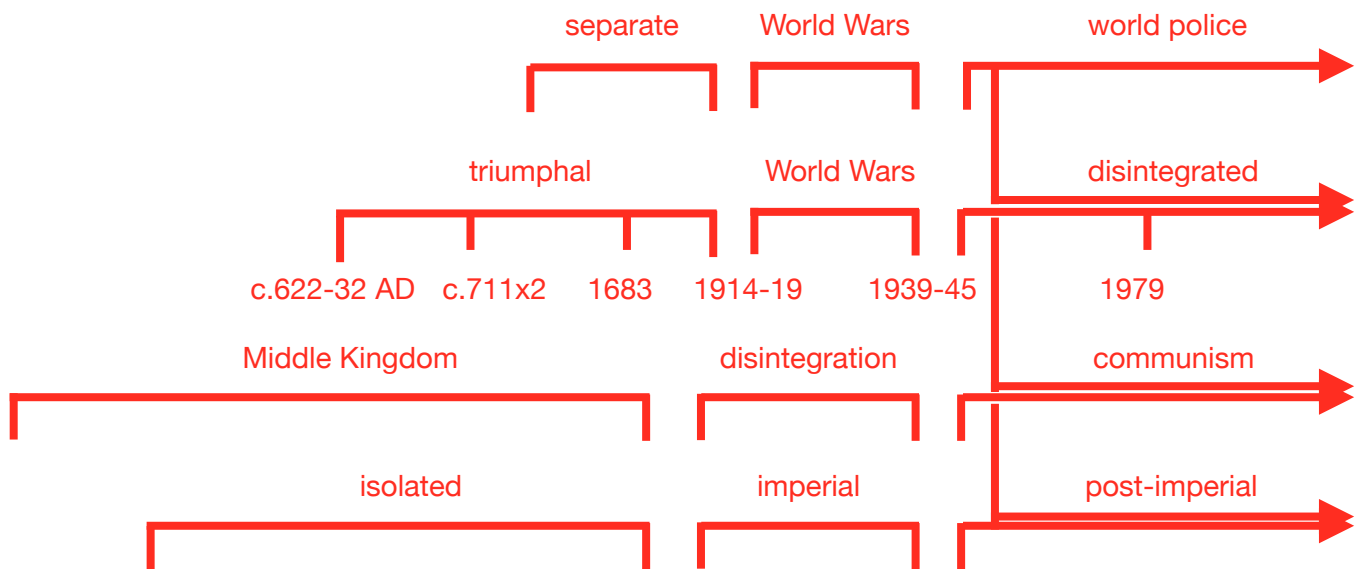 separate World Wars world police
triumphal World Wars disintegrated
c.622-32 AD c.711x2 1683 1914-19 1939-45 1979
Middle Kingdom disintegration communism
isolated imperial post-imperial